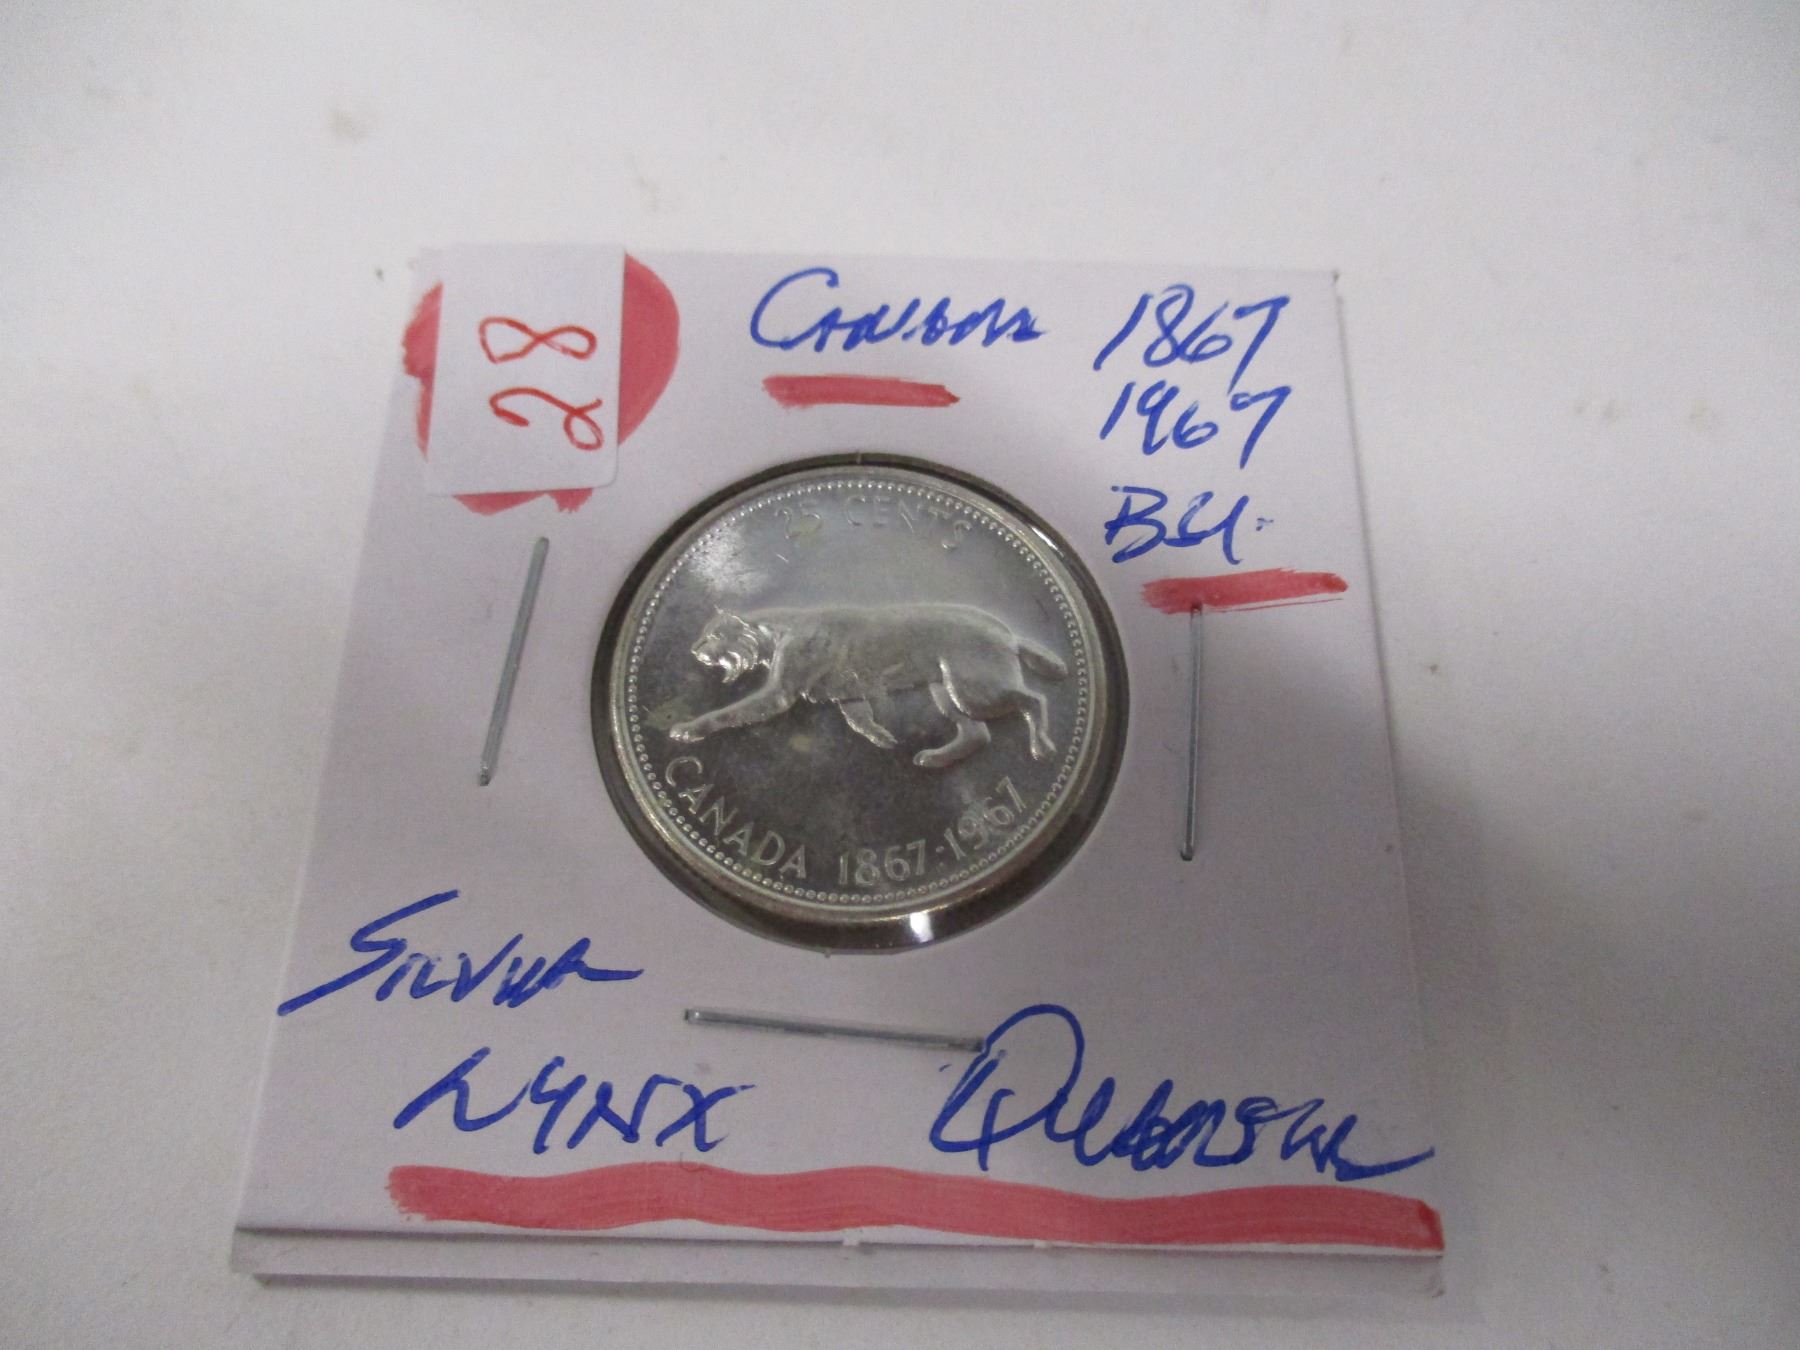 28
CANADA 1867
1967
BU.
25 CENTS
CANADA 1867·1967
SILVER
LYNX QUARTER